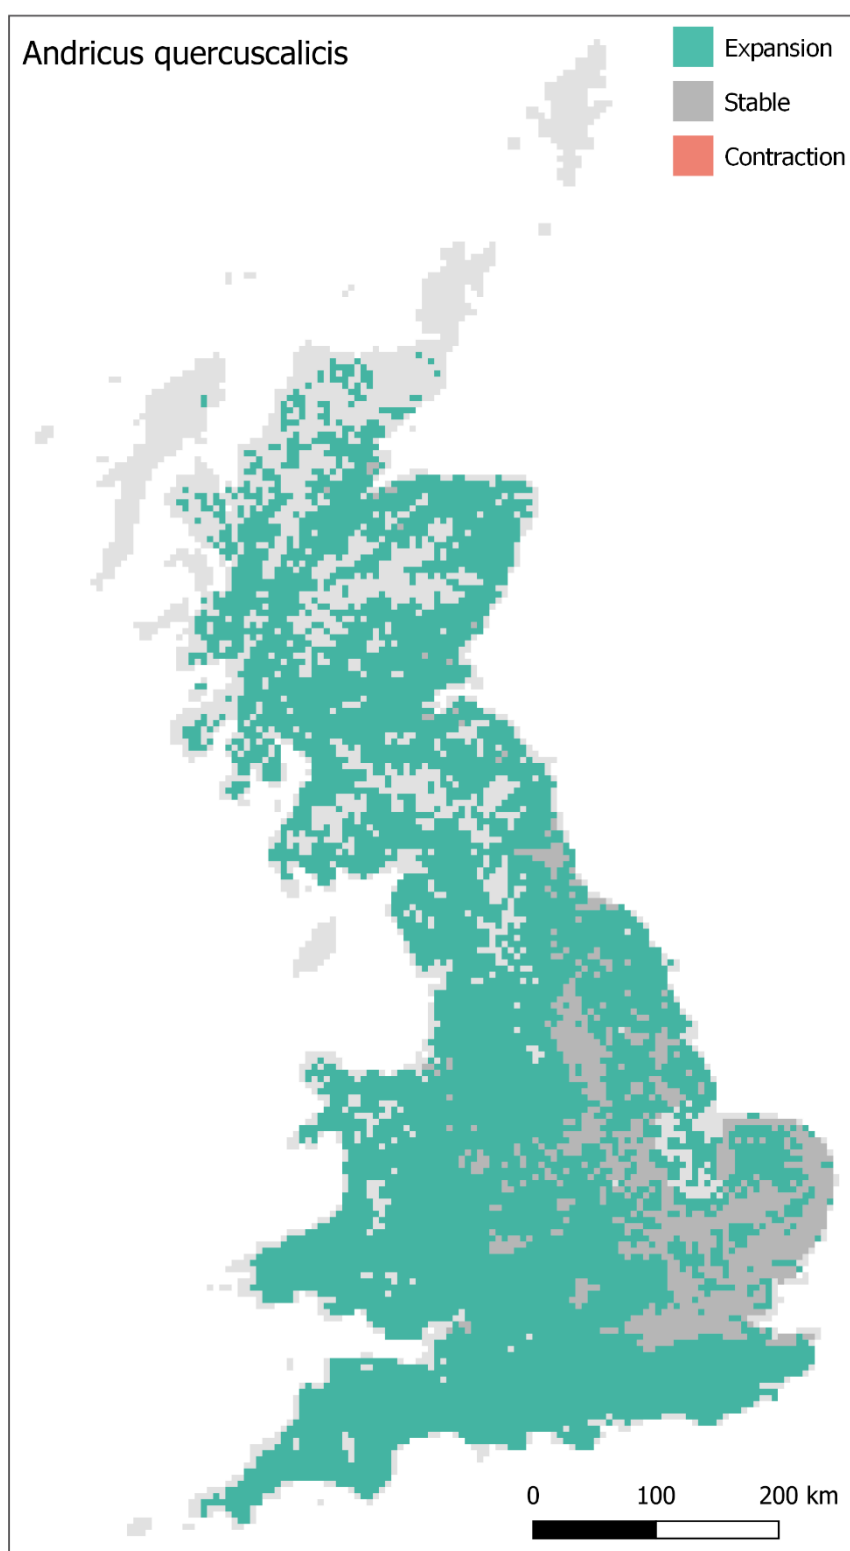 Andricus quercuscalicis
Expansion
Stable
Contraction
0 100 200 km